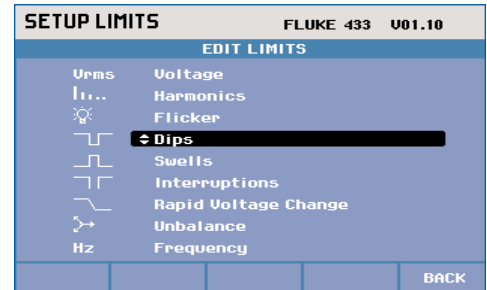 SETUP LIMITS FLUKE 433 V01.10
EDIT LIMITS
Vrms Voltage
Harmonics
Flicker
Dips
Swells
Interruptions
Rapid Voltage Change
Unbalance
Hz Frequency
BACK